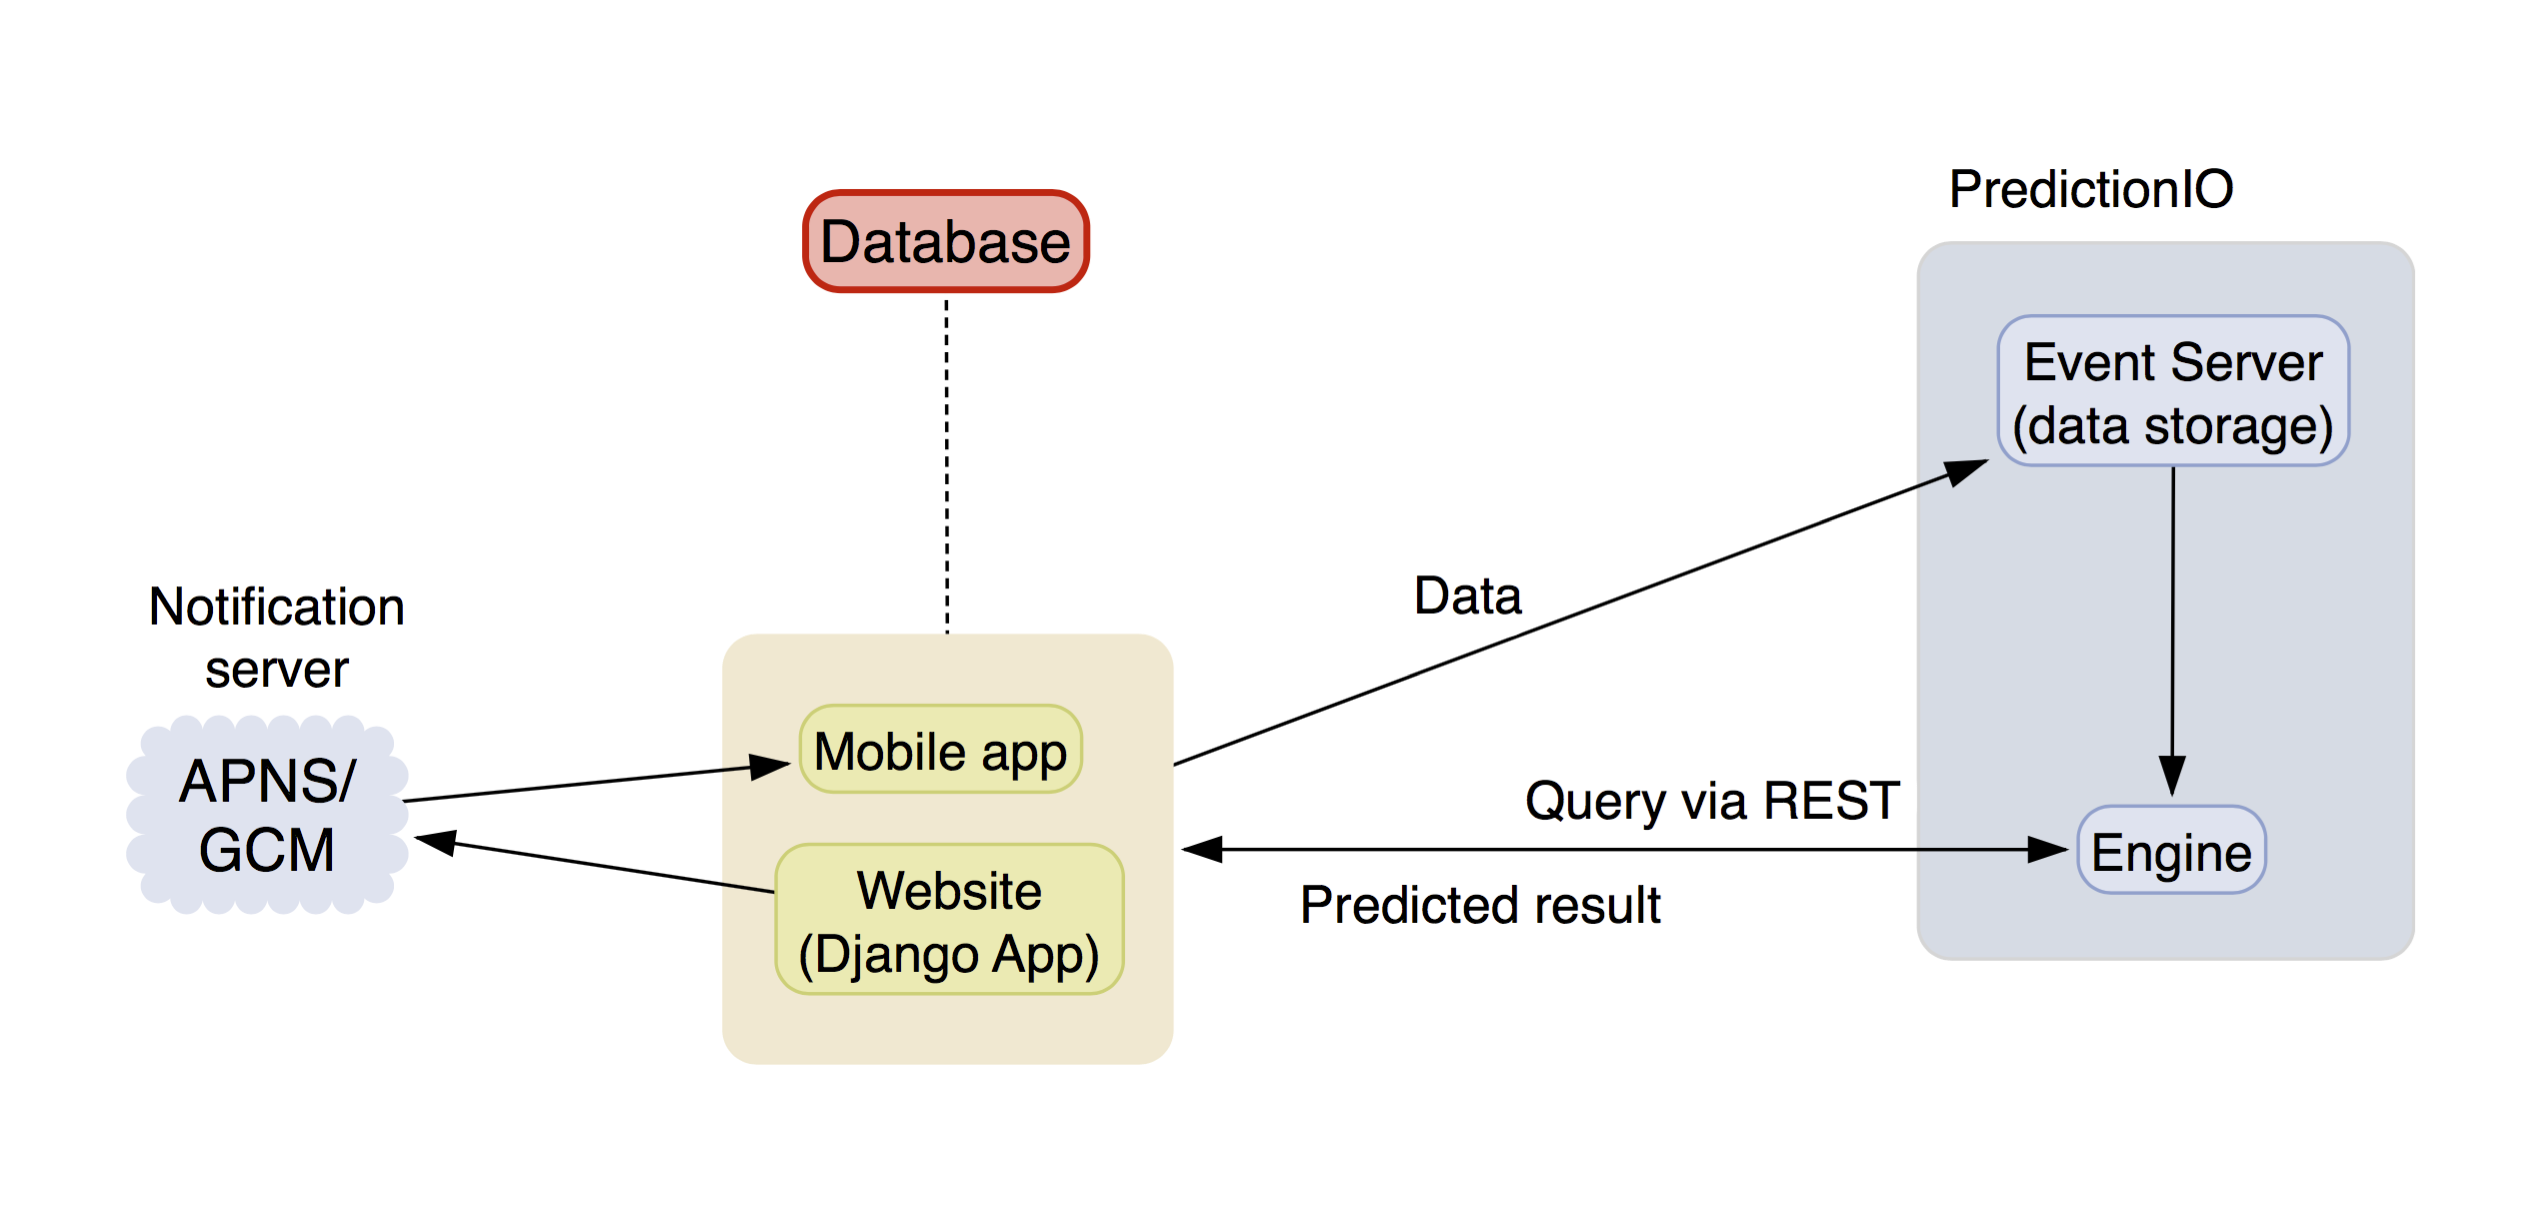 PredictionIO
Database
Event Server
(data storage)
Data
Notification
server
APNS/
GCM
Mobile app
Website
(Django App)
Query via REST
Predicted result
Engine